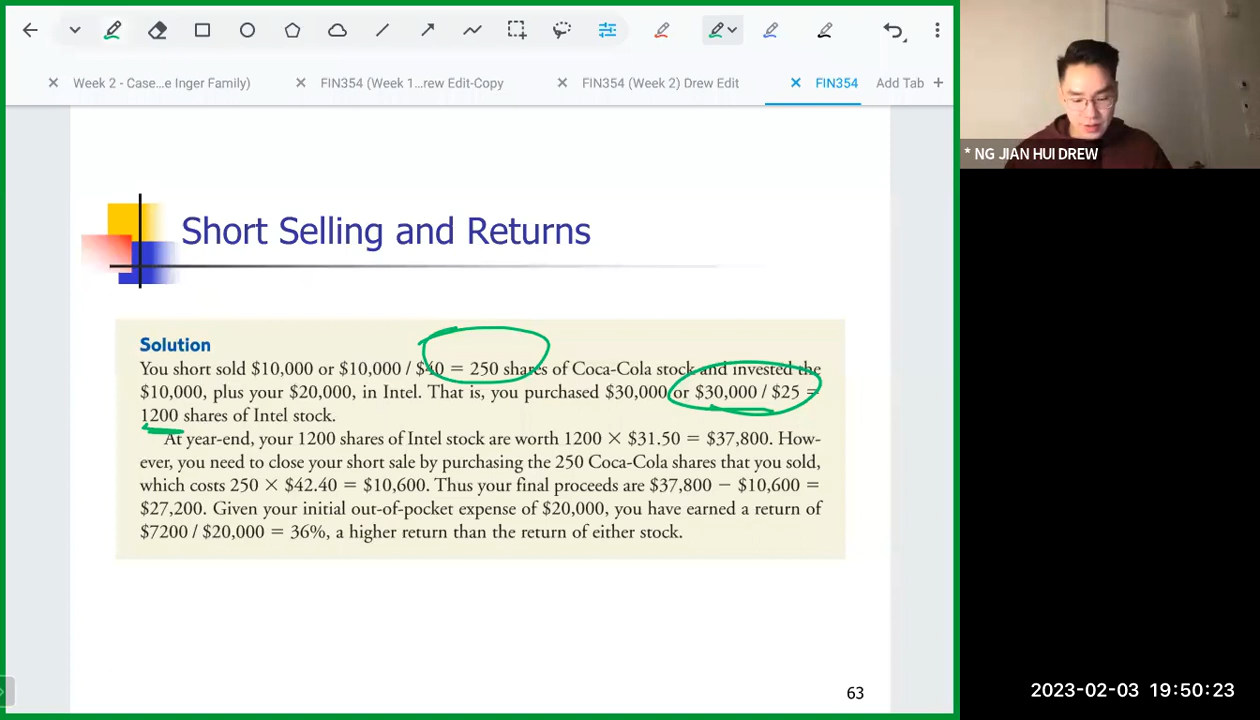 Week 2 - Case...e Inger Family)
FIN354 (Week 1...rew Edit-Copy
FIN354 (Week 2) Drew Edit
FIN354
Add Tab +
* NG JIAN HUI DREW
Short Selling and Returns
Solution
You short sold $10,000 or $10,000 / $40 = 250 shares of Coca-Cola stock and invested the
$10,000, plus your $20,000, in Intel. That is, you purchased $30,000 or $30,000 / $25 =
1200 shares of Intel stock.
At year-end, your 1200 shares of Intel stock are worth 1200 × $31.50 = $37,800. How-
ever, you need to close your short sale by purchasing the 250 Coca-Cola shares that you sold,
which costs 250 × $42.40 = $10,600. Thus your final proceeds are $37,800 − $10,600 =
$27,200. Given your initial out-of-pocket expense of $20,000, you have earned a return of
$7200 / $20,000 = 36%, a higher return than the return of either stock.
63
2023-02-03 19:50:23